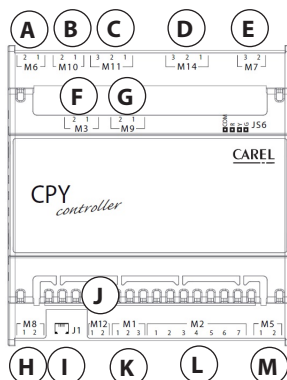 A B C D E
2 1 2 1 3 2 1 3 2 1 3 2 1
M6 M10 M11 M14 M7
F G
2 1 2 1
M3 M9
COM R Y G JS6
CAREL
CPY
controller
J
M8 J1 M12 M1 M2 M5
1 2 1 2 1 2 3 1 2 3 4 5 6 7 1 2
H I K L M